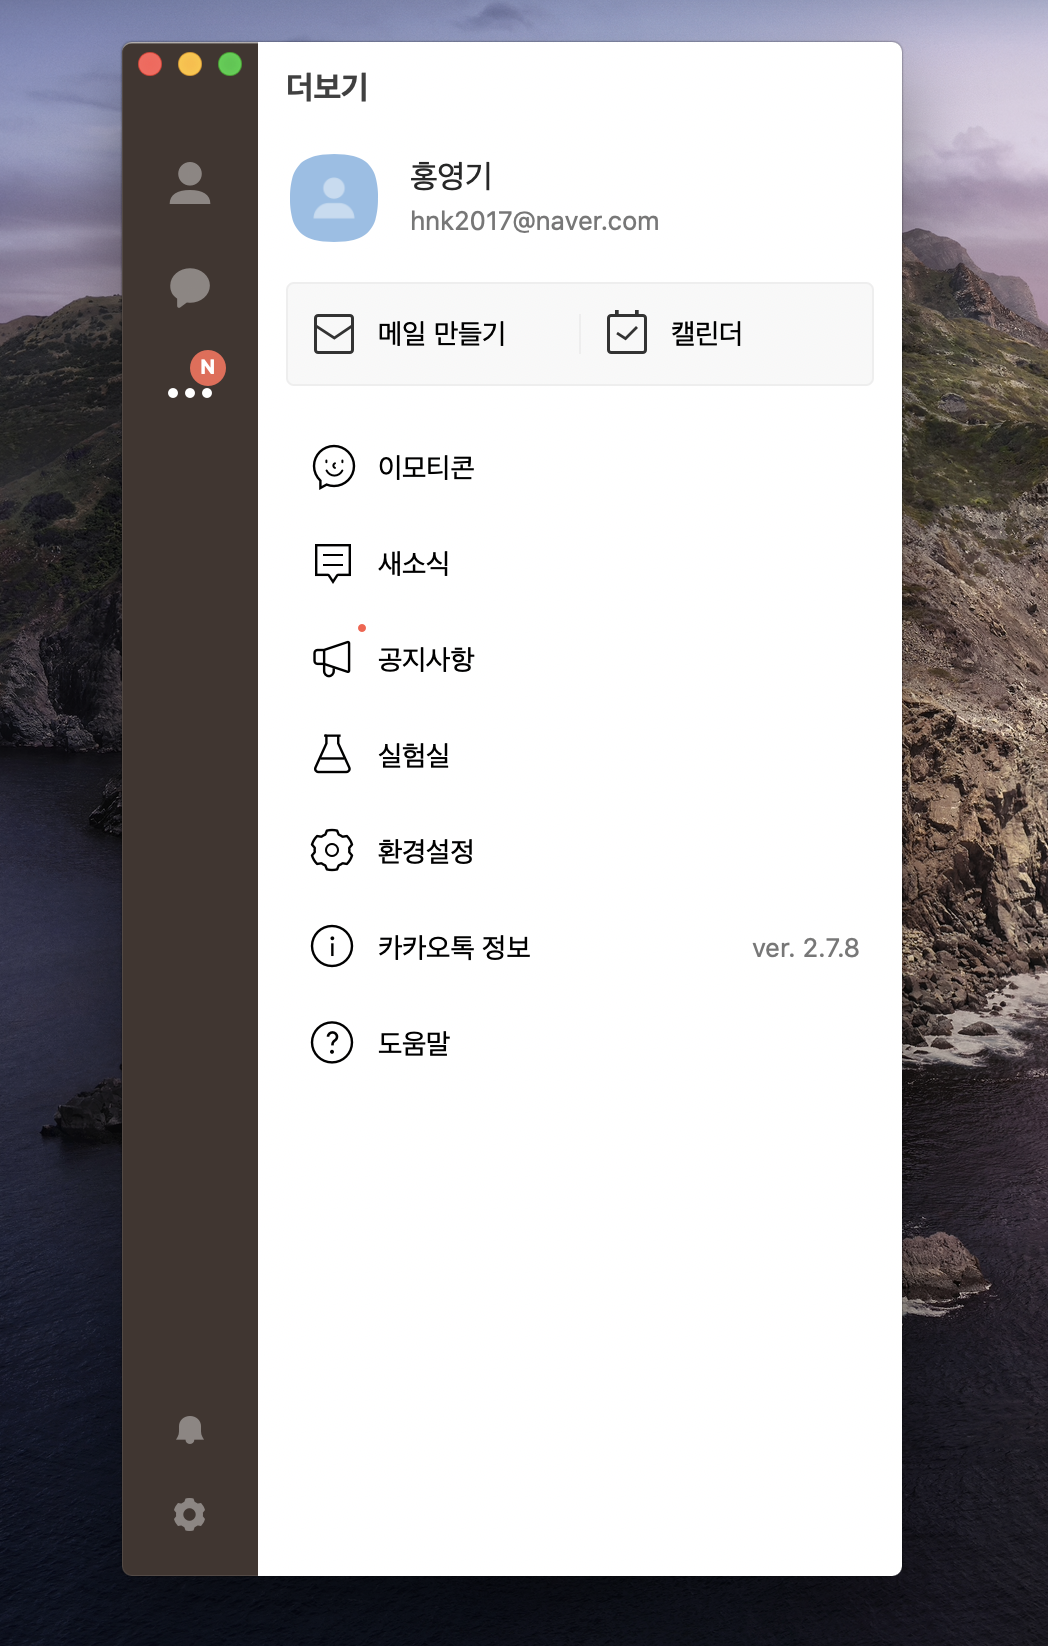 더보기
홍영기
hnk2017@naver.com
메일 만들기
캘린더
N
이모티콘
새소식
공지사항
실험실
환경설정
카카오톡 정보
ver. 2.7.8
도움말